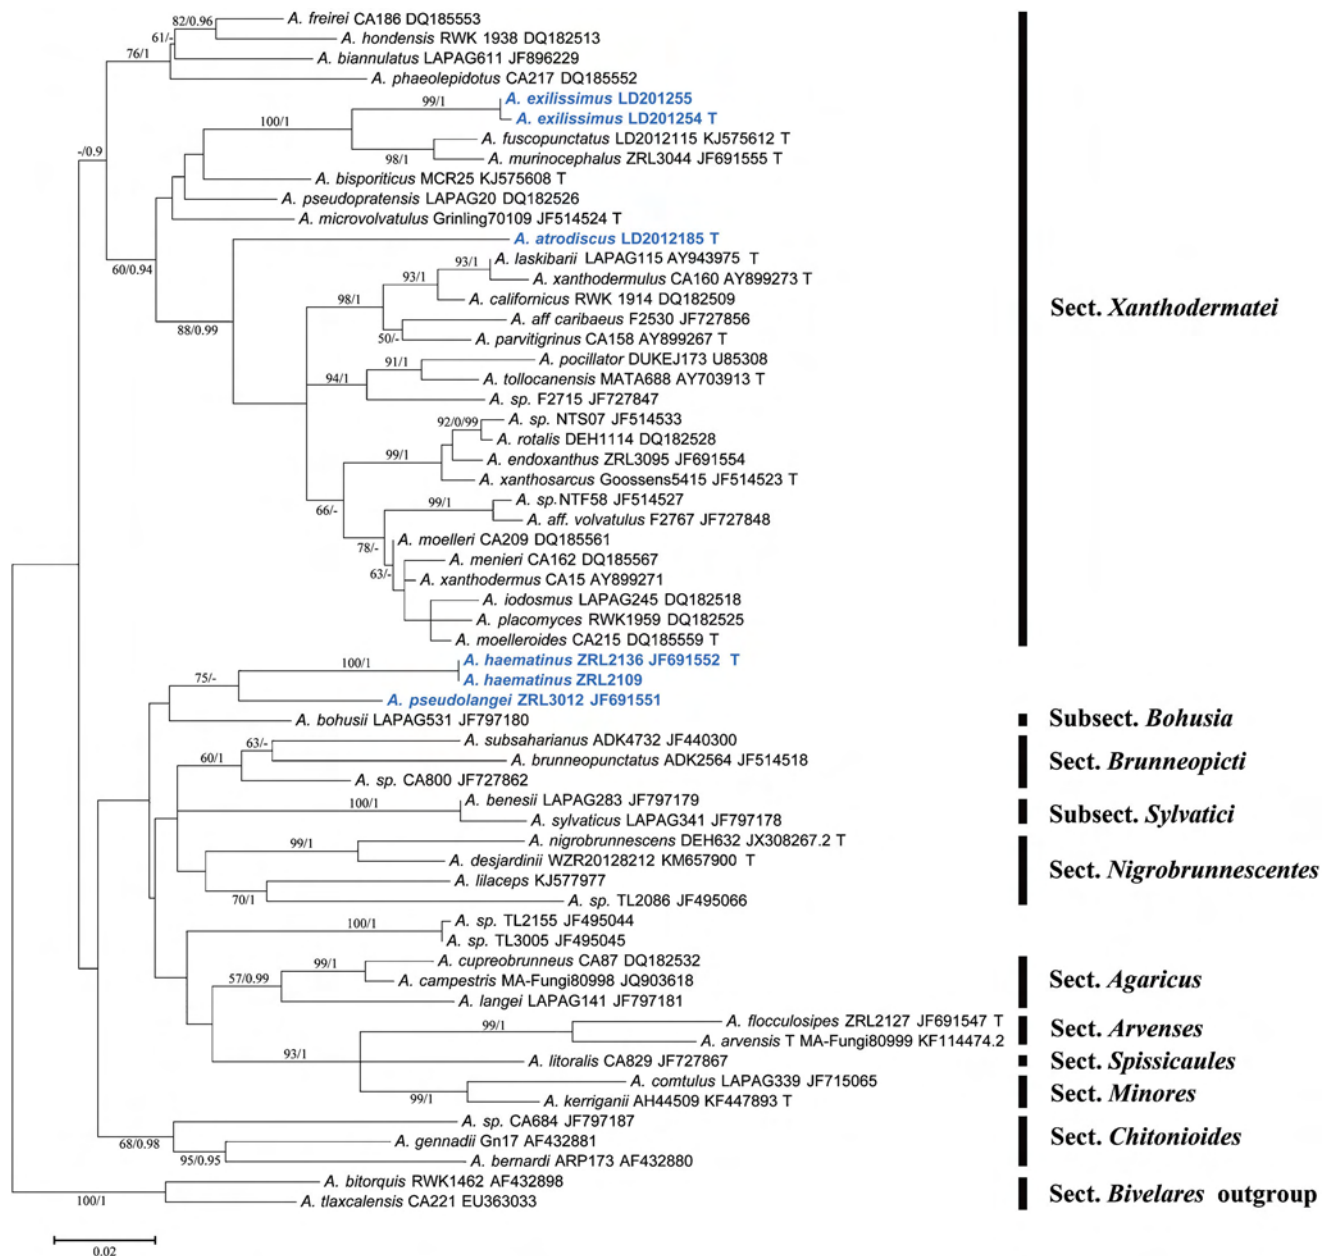 82/0.96
A. freirei CA186 DQ185553
61/-
A. hondensis RWK 1938 DQ182513
76/1
A. biannulatus LAPAG611 JF896229
A. phaeolepidotus CA217 DQ185552
99/1
A. exilissimus LD201255
A. exilissimus LD201254 T
100/1
A. fuscopunctatus LD2012115 KJ575612 T
-/0.9
98/1
A. murinocephalus ZRL3044 JF691555 T
A. bisporiticus MCR25 KJ575608 T
A. pseudopratensis LAPAG20 DQ182526
A. microvolvatulus Grinling70109 JF514524 T
A. atrodiscus LD2012185 T
60/0.94
93/1
A. laskibarii LAPAG115 AY943975 T
93/1
A. xanthodermulus CA160 AY899273 T
98/1
A. californicus RWK 1914 DQ182509
Sect. Xanthodermatei
A. aff caribaeus F2530 JF727856
88/0.99
50/-
A. parvitigrinus CA158 AY899267 T
91/1
A. pocillator DUKEJ173 U85308
94/1
A. tollocanensis MATA688 AY703913 T
A. sp. F2715 JF727847
92/0/99
A. sp. NTS07 JF514533
A. rotalis DEH1114 DQ182528
99/1
A. endoxanthus ZRL3095 JF691554
A. xanthosarcus Goossens5415 JF514523 T
66/-
99/1
A. sp.NTF58 JF514527
A. aff. volvatulus F2767 JF727848
78/-
A. moelleri CA209 DQ185561
A. menieri CA162 DQ185567
63/-
A. xanthodermus CA15 AY899271
A. iodosmus LAPAG245 DQ182518
A. placomyces RWK1959 DQ182525
A. moelleroides CA215 DQ185559 T
100/1
A. haematinus ZRL2136 JF691552 T
75/-
A. haematinus ZRL2109
A. pseudolangei ZRL3012 JF691551
A. bohusii LAPAG531 JF797180
Subsect. Bohusia
63/-
A. subsaharianus ADK4732 JF440300
60/1
A. brunneopunctatus ADK2564 JF514518
Sect. Brunneopicti
A. sp. CA800 JF727862
100/1
A. benesii LAPAG283 JF797179
Subsect. Sylvatici
A. sylvaticus LAPAG341 JF797178
99/1
A. nigrobrunnescens DEH632 JX308267.2 T
A. desjardinii WZR20128212 KM657900 T
Sect. Nigrobrunnescentes
A. lilaceps KJ577977
70/1
A. sp. TL2086 JF495066
100/1
A. sp. TL2155 JF495044
A. sp. TL3005 JF495045
99/1
A. cupreobrunneus CA87 DQ182532
57/0.99
A. campestris MA-Fungi80998 JQ903618
Sect. Agaricus
A. langei LAPAG141 JF797181
99/1
A. flocculosipes ZRL2127 JF691547 T
Sect. Arvenses
A. arvensis T MA-Fungi80999 KF114474.2
93/1
A. litoralis CA829 JF727867
Sect. Spissicaules
A. comtulus LAPAG339 JF715065
99/1
Sect. Minores
A. kerriganii AH44509 KF447893 T
A. sp. CA684 JF797187
68/0.98
A. gennadii Gn17 AF432881
Sect. Chitonioides
95/0.95
A. bernardi ARP173 AF432880
A. bitorquis RWK1462 AF432898
100/1
Sect. Bivelares outgroup
A. tlaxcalensis CA221 EU363033
0.02